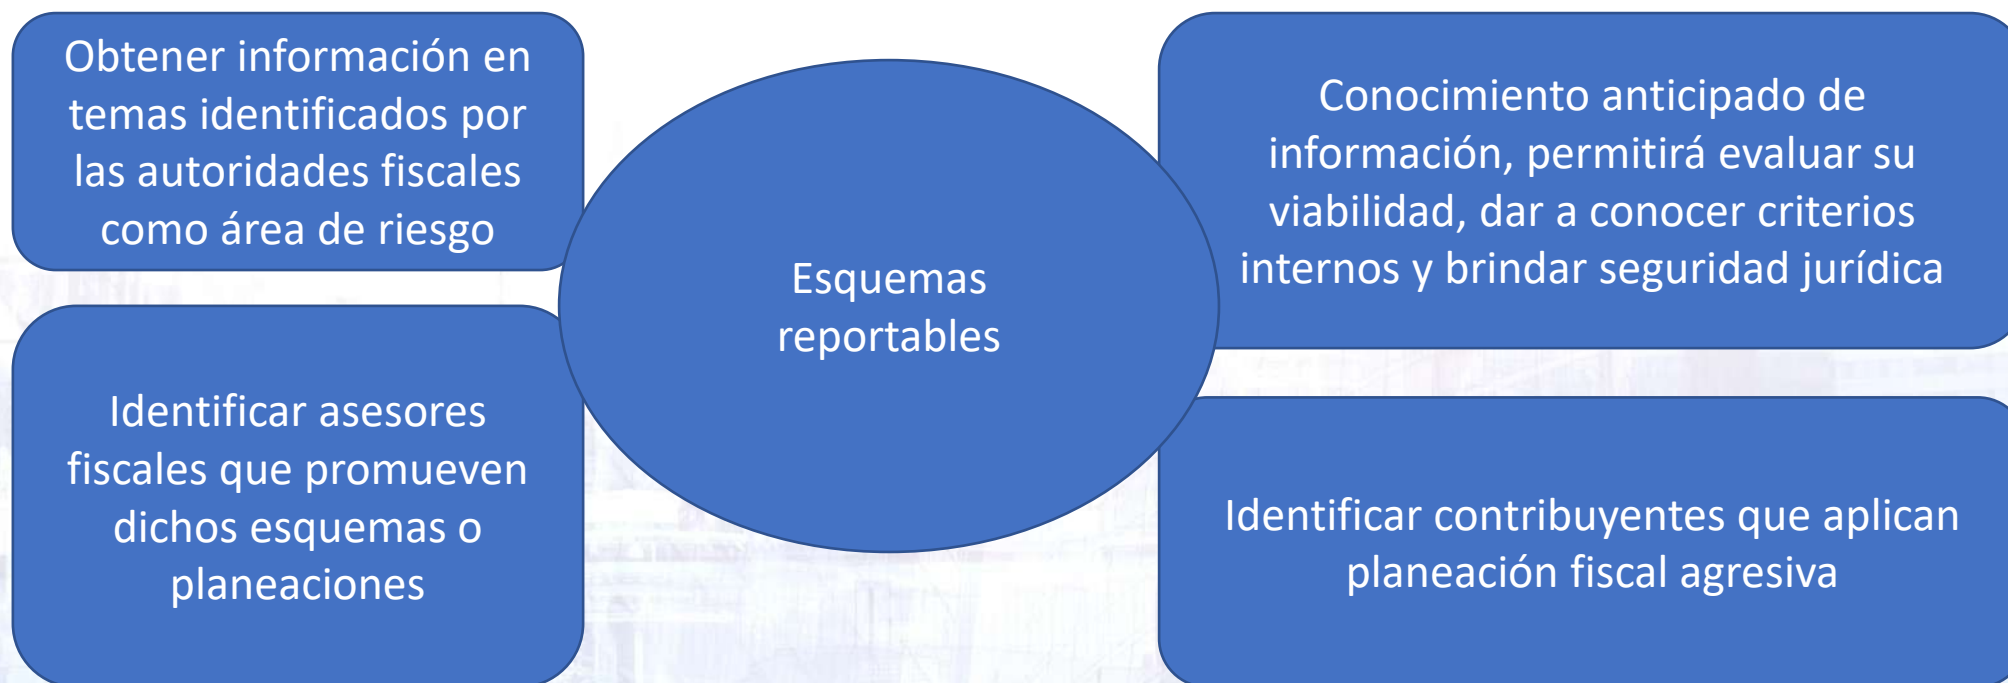 Obtener información en
temas identificados por
las autoridades fiscales
como área de riesgo
Identificar asesores
fiscales que promueven
dichos esquemas o
planeaciones
Esquemas
reportables
Conocimiento anticipado de
información, permitirá evaluar su
viabilidad, dar a conocer criterios
internos y brindar seguridad jurídica
Identificar contribuyentes que aplican
planeación fiscal agresiva